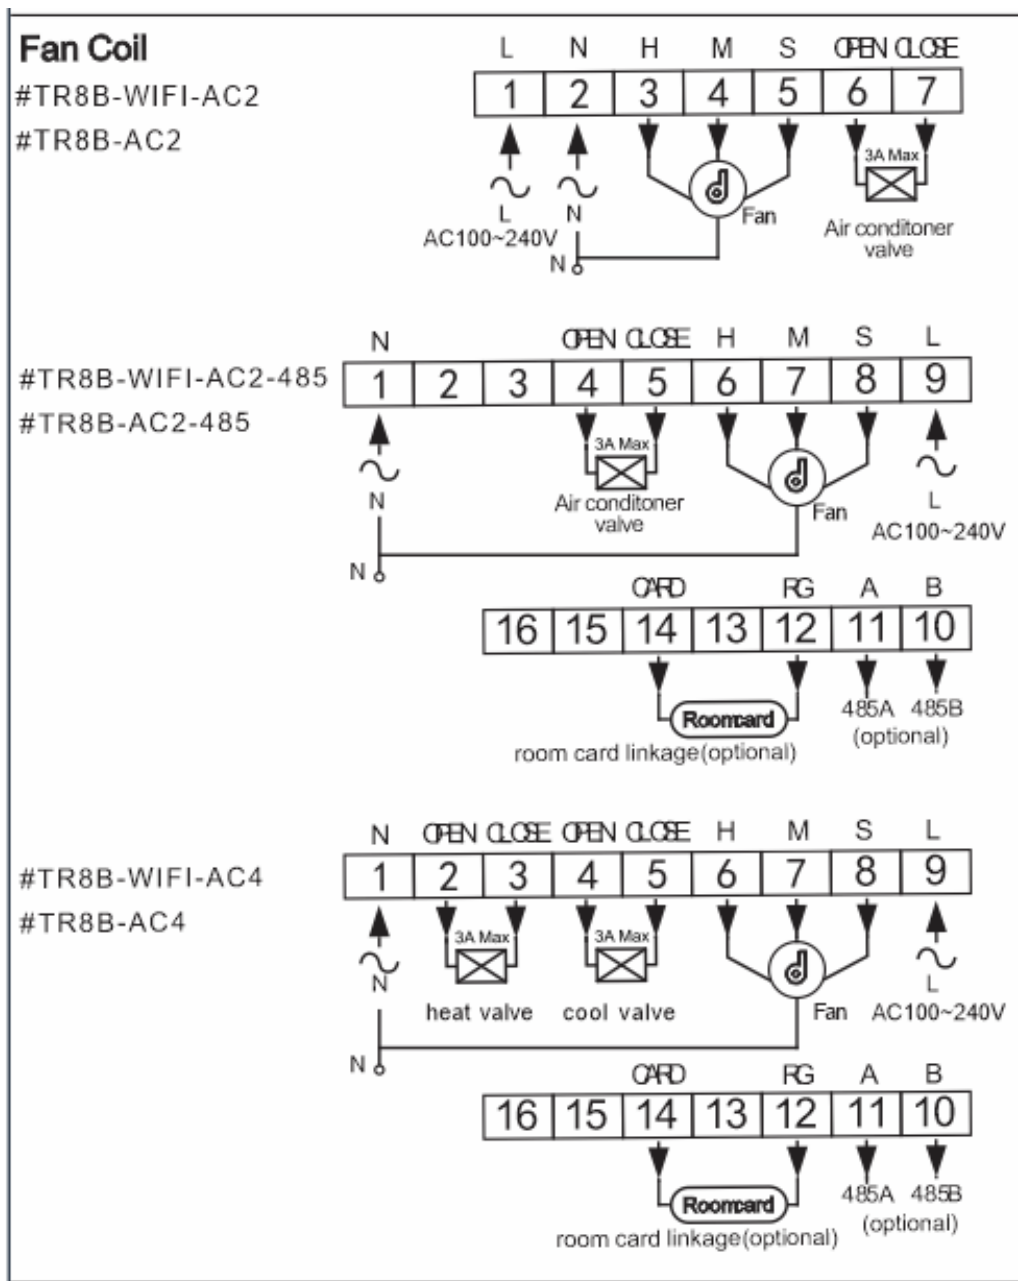 Fan Coil
#TR8B-WIFI-AC2
#TR8B-AC2
L N H M S OPEN CLOSE
1 2 3 4 5 6 7
3A Max
L N Fan
AC100~240V
Air conditoner
valve
N
#TR8B-WIFI-AC2-485
#TR8B-AC2-485
N OPEN CLOSE H M S L
1 2 3 4 5 6 7 8 9
3A Max
N Air conditoner Fan L
valve AC100~240V
N
CARD RG A B
16 15 14 13 12 11 10
Roomcard 485A 485B
room card linkage(optional) (optional)
#TR8B-WIFI-AC4
#TR8B-AC4
N OPEN CLOSE OPEN CLOSE H M S L
1 2 3 4 5 6 7 8 9
3A Max 3A Max
N L
heat valve cool valve Fan AC100~240V
N
CARD RG A B
16 15 14 13 12 11 10
Roomcard 485A 485B
room card linkage(optional) (optional)